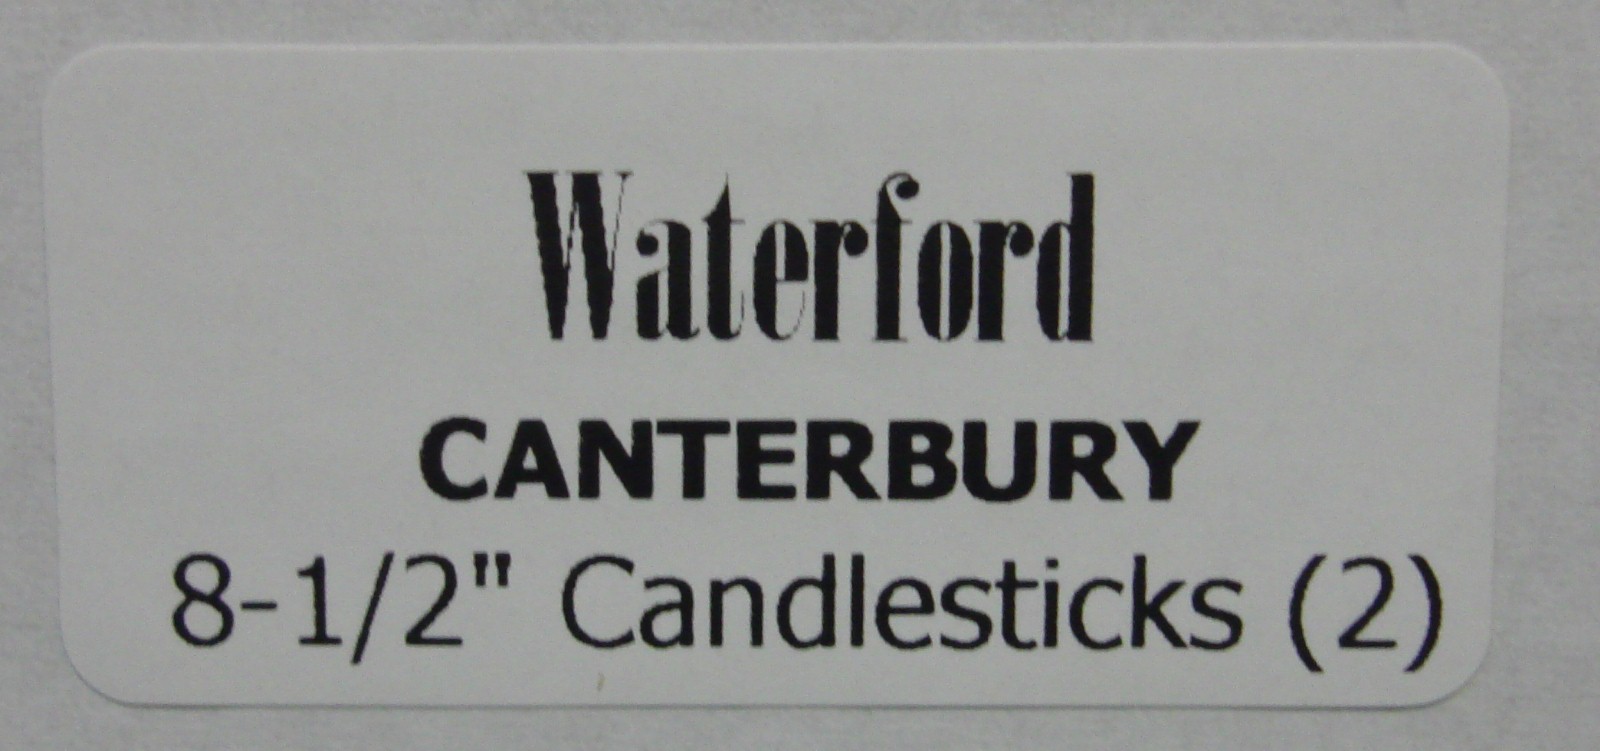 Waterford
CANTERBURY
8-1/2" Candlesticks (2)